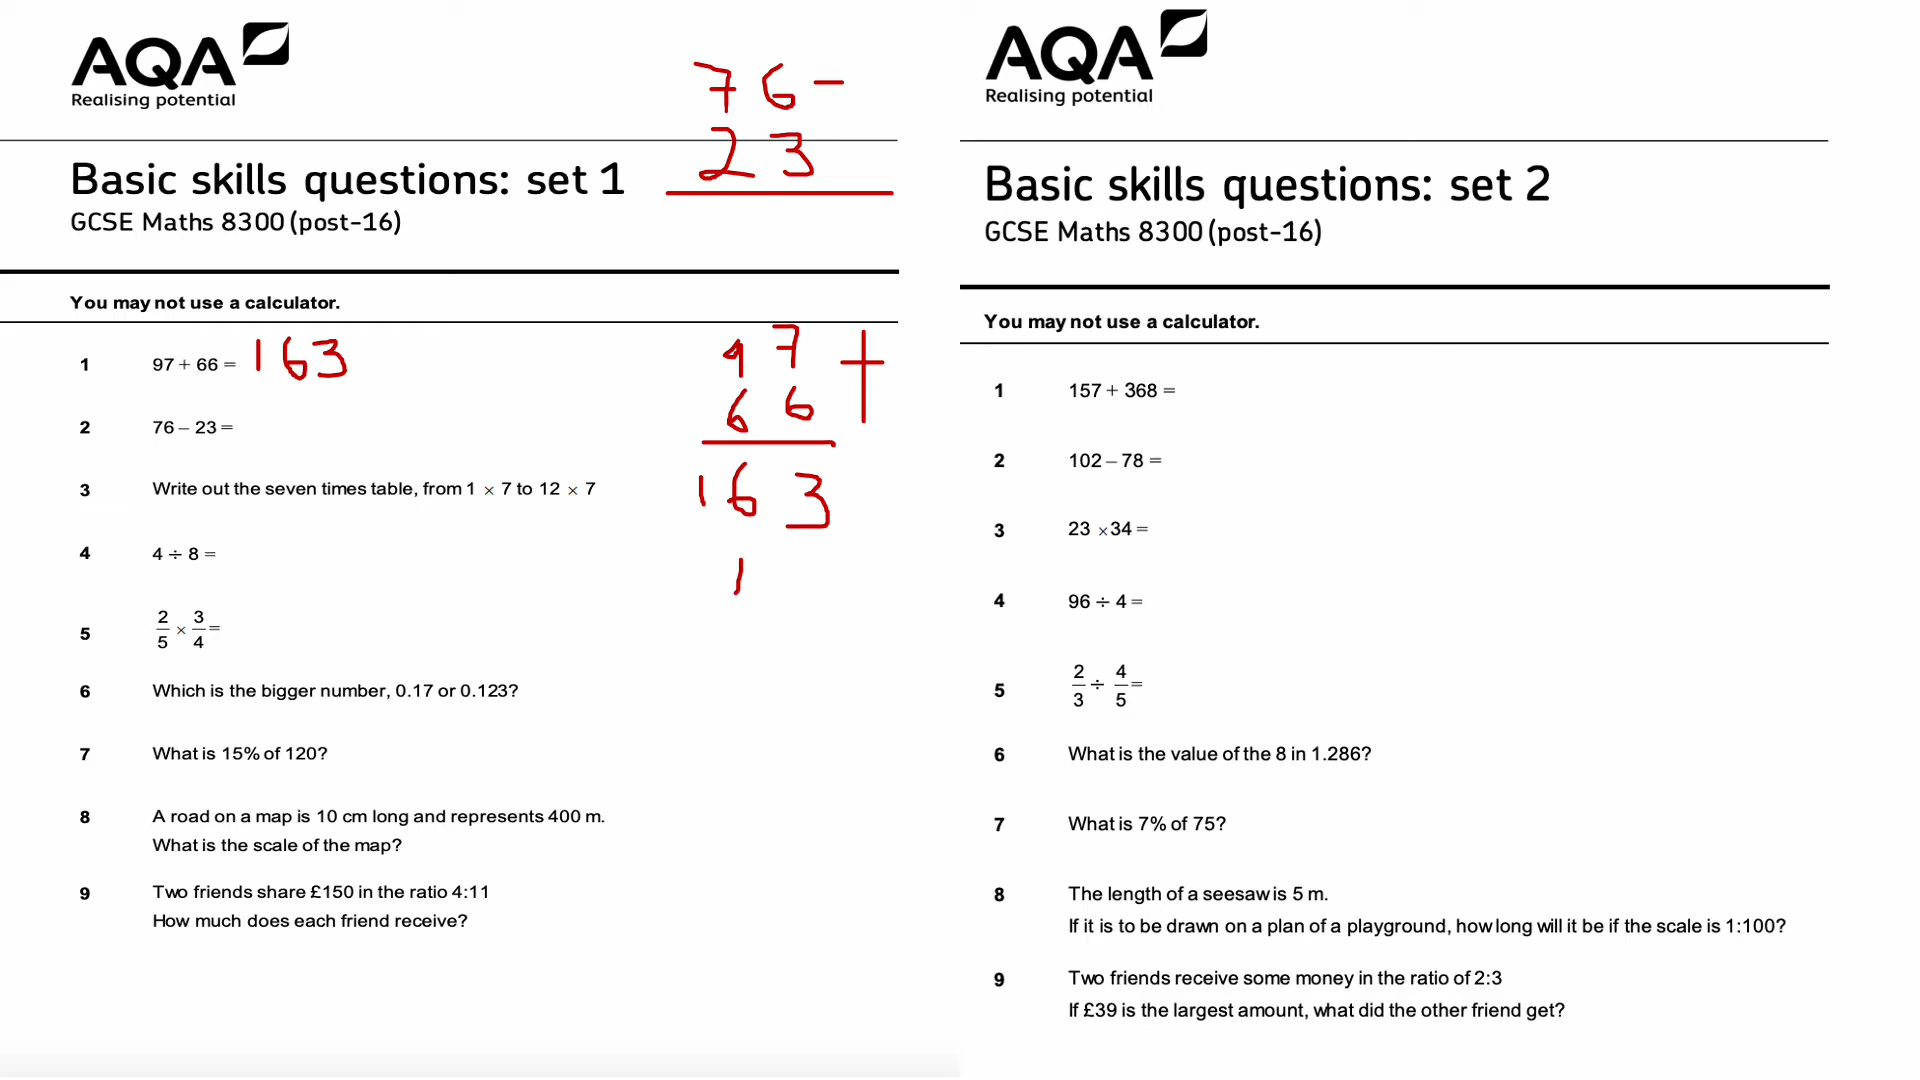 AQA
Realising potential
76 -
23
Basic skills questions: set 1
GCSE Maths 8300 (post-16)
You may not use a calculator.
1 97 + 66 = 163
2 76 – 23 =
3 Write out the seven times table, from 1 × 7 to 12 × 7
4 4 ÷ 8 =
5 2/5 × 3/4 =
6 Which is the bigger number, 0.17 or 0.123?
7 What is 15% of 120?
8 A road on a map is 10 cm long and represents 400 m.
What is the scale of the map?
9 Two friends share £150 in the ratio 4:11
How much does each friend receive?
97 +
66
163
1
AQA
Realising potential
Basic skills questions: set 2
GCSE Maths 8300 (post-16)
You may not use a calculator.
1 157 + 368 =
2 102 – 78 =
3 23 × 34 =
4 96 ÷ 4 =
5 2/3 ÷ 4/5 =
6 What is the value of the 8 in 1.286?
7 What is 7% of 75?
8 The length of a seesaw is 5 m.
If it is to be drawn on a plan of a playground, how long will it be if the scale is 1:100?
9 Two friends receive some money in the ratio of 2:3
If £39 is the largest amount, what did the other friend get?